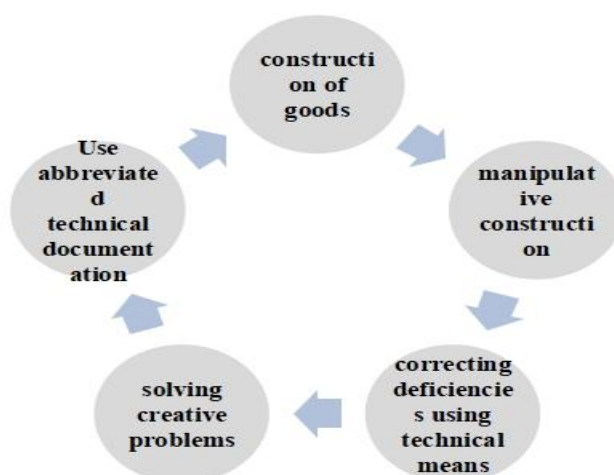 constructi
on of
goods
manipulat
ive
constructi
on
correcting
deficiencie
s using
technical
means
solving
creative
problems
Use
abbreviate
d
technical
document
ation